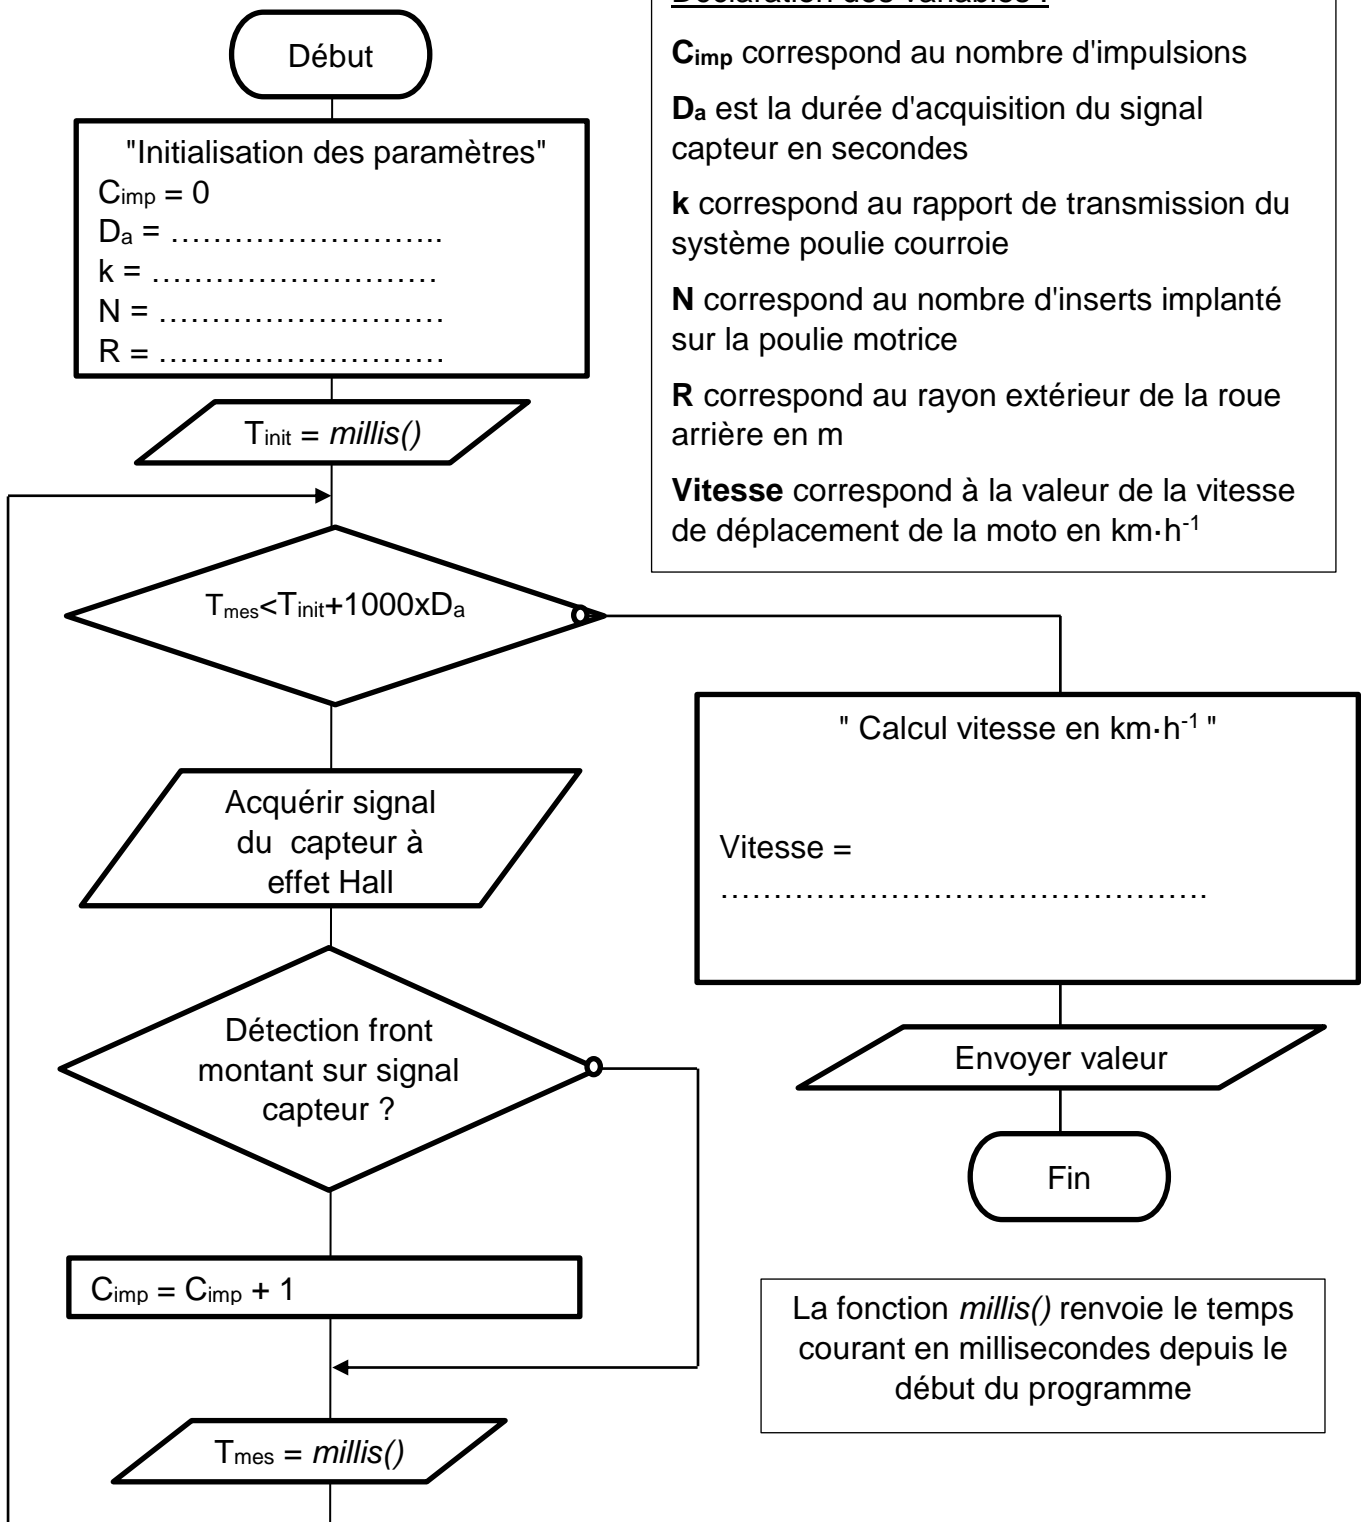 Déclaration des variables :
Début
Cimp correspond au nombre d'impulsions
Da est la durée d'acquisition du signal
capteur en secondes
k correspond au rapport de transmission du
système poulie courroie
N correspond au nombre d'inserts implanté
sur la poulie motrice
R correspond au rayon extérieur de la roue
arrière en m
Vitesse correspond à la valeur de la vitesse
de déplacement de la moto en km·h-1
"Initialisation des paramètres"
Cimp = 0
Da = ……………………..
k = ………………………
N = ………………………
R = ………………………
Tinit = millis()
Tmes<Tinit+1000xDa
Acquérir signal
du capteur à
effet Hall
Détection front
montant sur signal
capteur ?
Cimp = Cimp + 1
Tmes = millis()
" Calcul vitesse en km·h-1 "
Vitesse =
……………………………………….
Envoyer valeur
Fin
La fonction millis() renvoie le temps
courant en millisecondes depuis le
début du programme